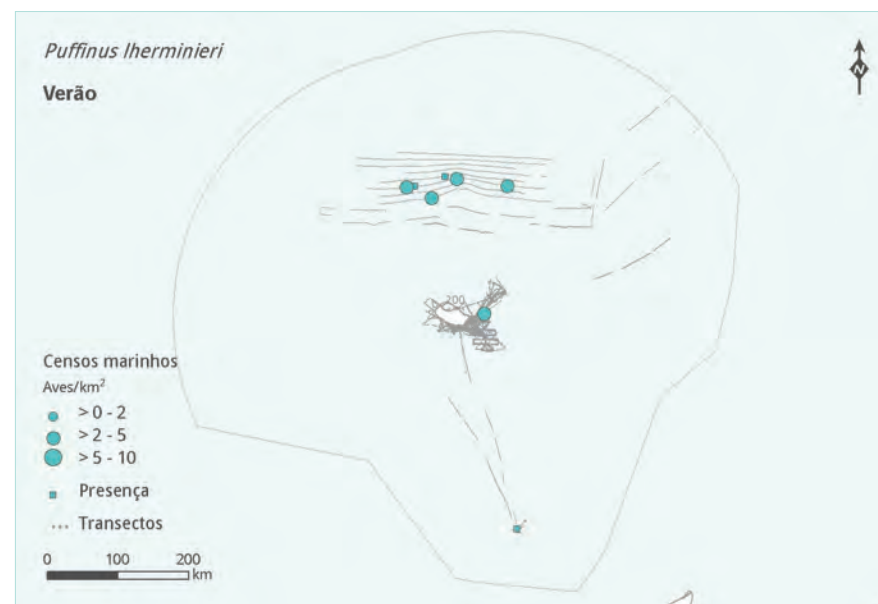 Puffinus lherminieri
Verão
N
200
Censos marinhos
Aves/km²
> 0 - 2
> 2 - 5
> 5 - 10
Presença
Transectos
0 100 200
km